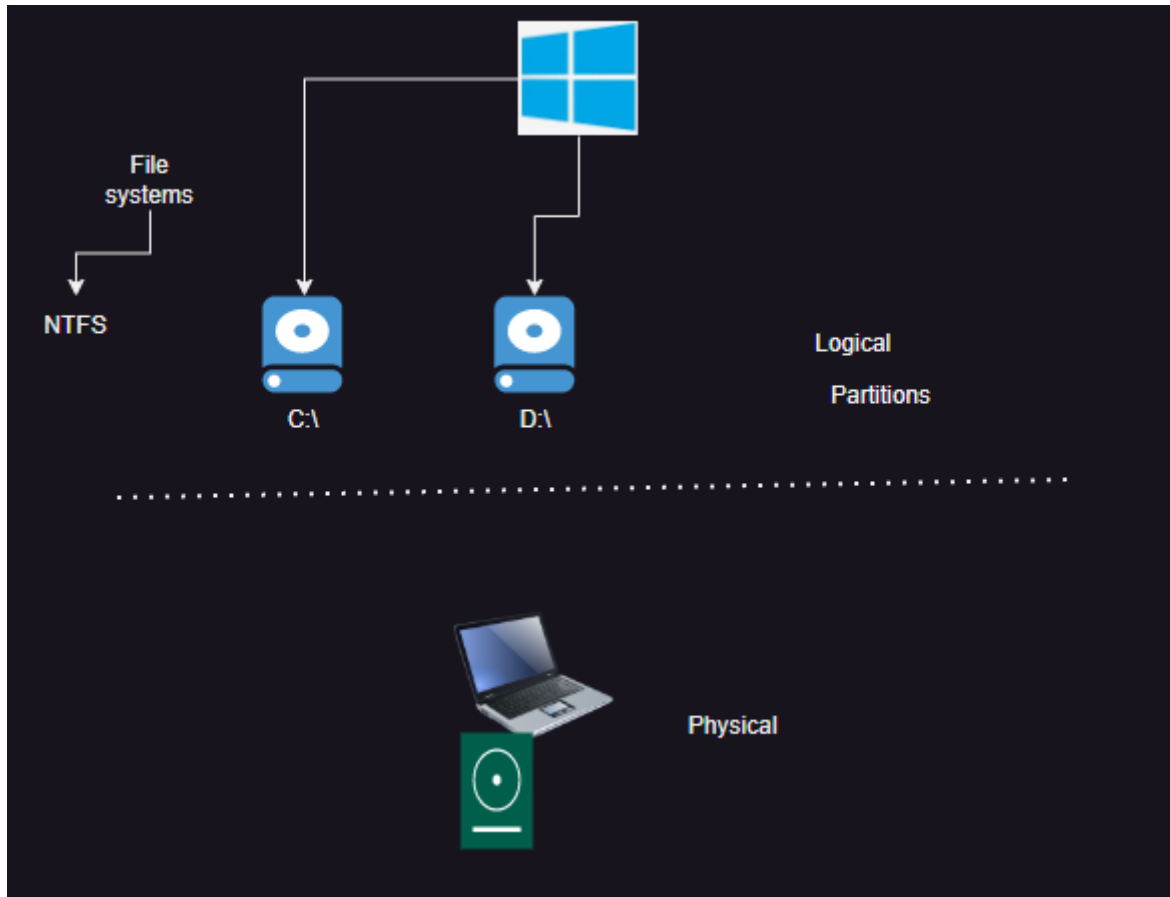 File
systems
NTFS
C:\
D:\
Logical
Partitions
Physical